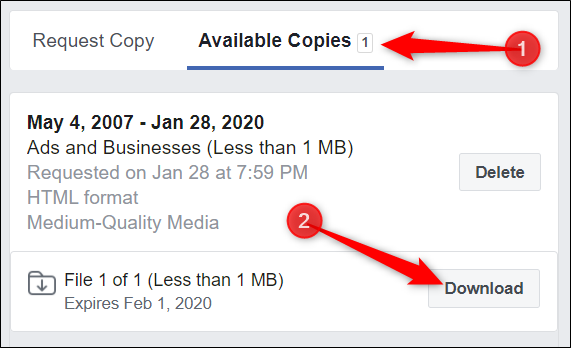 Request Copy
Available Copies 1
1
May 4, 2007 - Jan 28, 2020
Ads and Businesses (Less than 1 MB)
Requested on Jan 28 at 7:59 PM
Delete
HTML format
Medium-Quality Media
2
File 1 of 1 (Less than 1 MB)
Download
Expires Feb 1, 2020